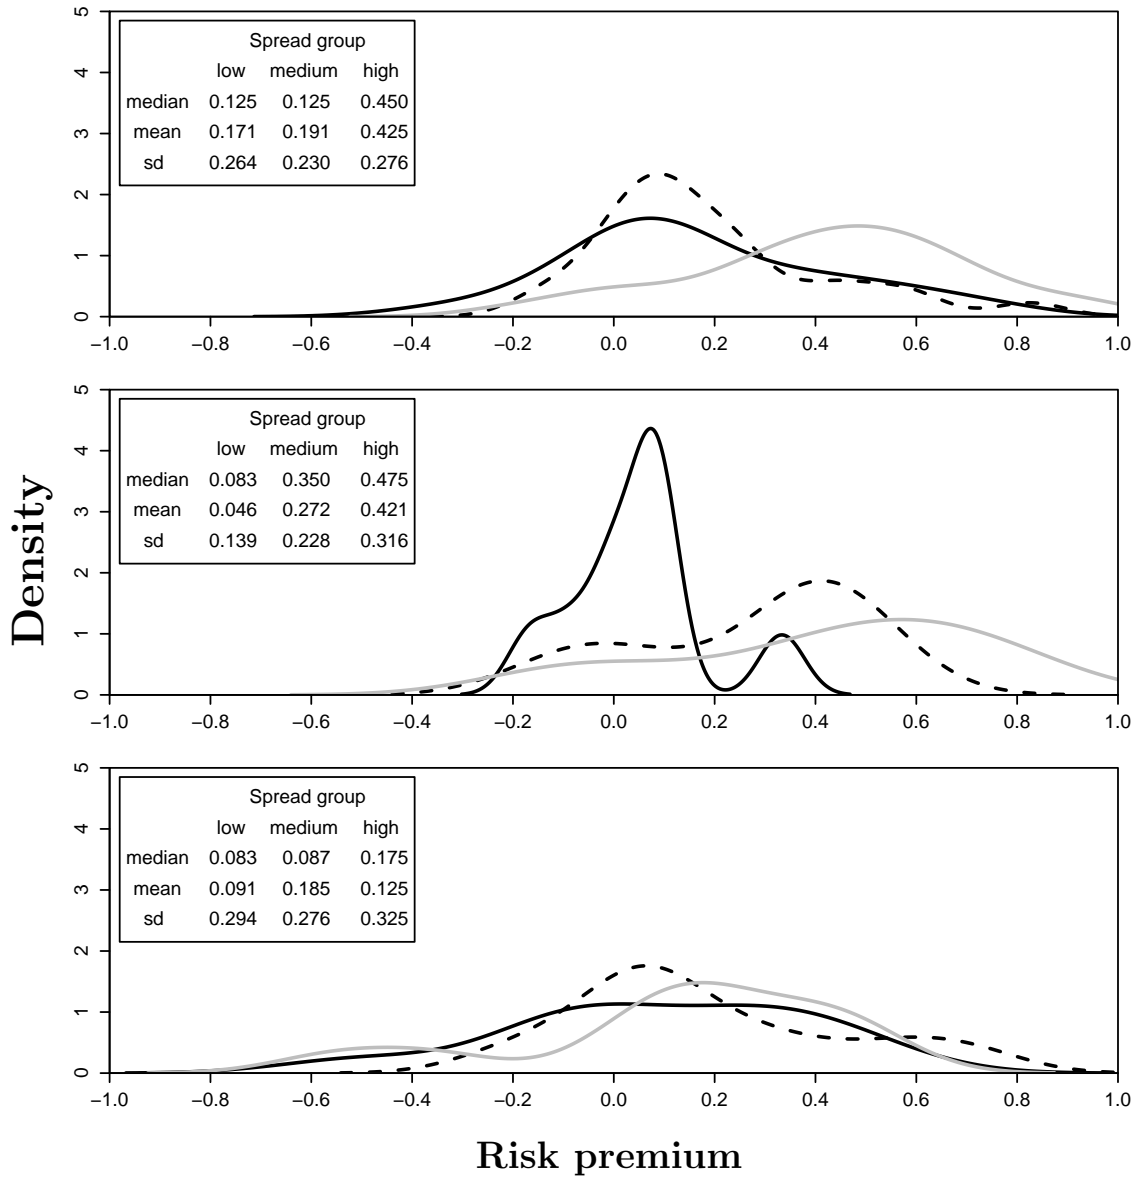 5
Spread group
low medium high
4
median 0.125 0.125 0.450
3
mean 0.171 0.191 0.425
sd 0.264 0.230 0.276
2
1
0
−1.0 −0.8 −0.6 −0.4 −0.2 0.0 0.2 0.4 0.6 0.8 1.0
5
Spread group
low medium high
4
median 0.083 0.350 0.475
3
mean 0.046 0.272 0.421
sd 0.139 0.228 0.316
2
1
0
−1.0 −0.8 −0.6 −0.4 −0.2 0.0 0.2 0.4 0.6 0.8 1.0
Density
5
Spread group
low medium high
4
median 0.083 0.087 0.175
3
mean 0.091 0.185 0.125
sd 0.294 0.276 0.325
2
1
0
−1.0 −0.8 −0.6 −0.4 −0.2 0.0 0.2 0.4 0.6 0.8 1.0
Risk premium